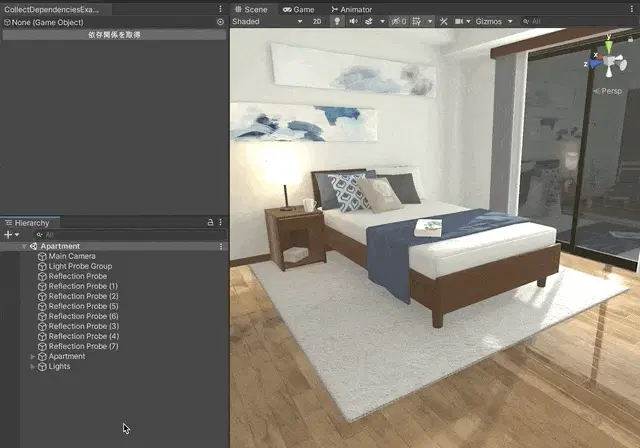 CollectDependenciesExa...
None (Game Object)
依存関係を取得
Hierarchy
All
Apartment
Main Camera
Light Probe Group
Reflection Probe
Reflection Probe (1)
Reflection Probe (2)
Reflection Probe (5)
Reflection Probe (6)
Reflection Probe (3)
Reflection Probe (4)
Reflection Probe (7)
Apartment
Lights
Scene
Game
Animator
Shaded
2D
0
Gizmos
All
y
x
z
Persp